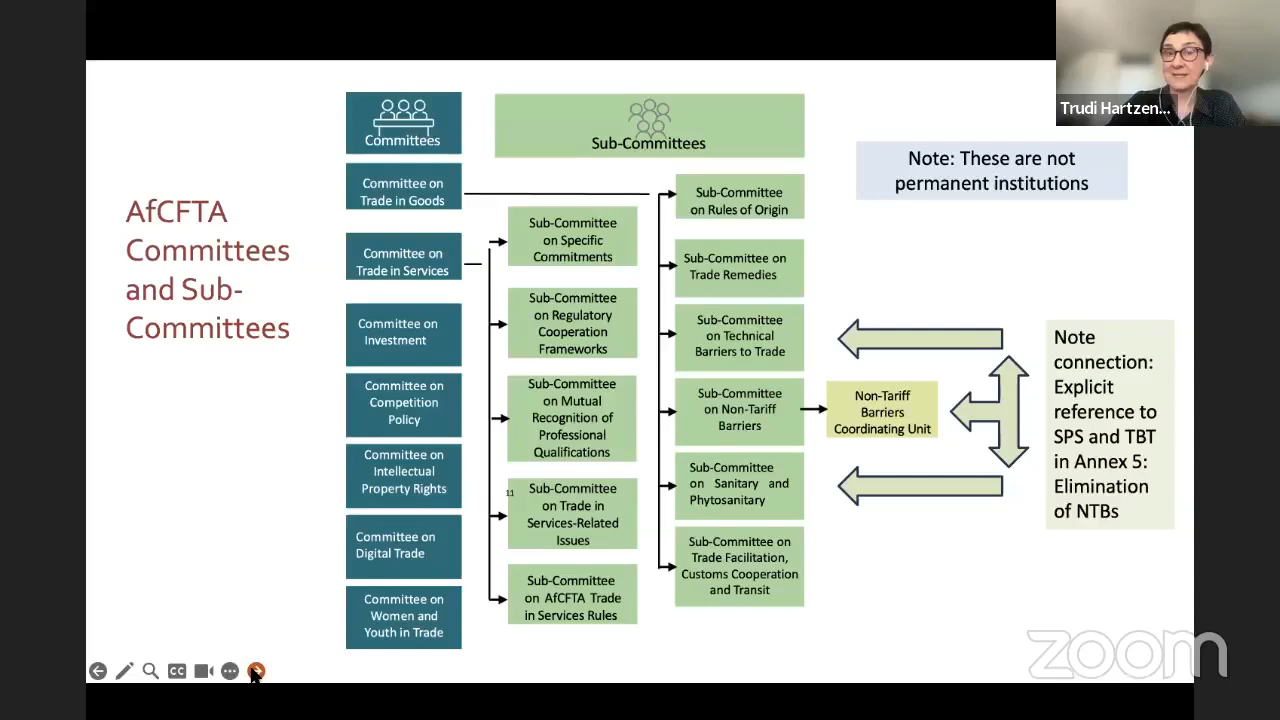 AfCFTA
Committees
and Sub-
Committees
Committees
Committee on
Trade in Goods
Committee on
Trade in Services
Committee on
Investment
Committee on
Competition
Policy
Committee on
Intellectual
Property Rights
Committee on
Digital Trade
Committee on
Women and
Youth in Trade
Sub-Committees
Sub-Committee
on Specific
Commitments
Sub-Committee
on Regulatory
Cooperation
Frameworks
Sub-Committee
on Mutual
Recognition of
Professional
Qualifications
11
Sub-Committee
on Trade in
Services-Related
Issues
Sub-Committee
on AfCFTA Trade
in Services Rules
Sub-Committee
on Rules of Origin
Sub-Committee on
Trade Remedies
Sub-Committee
on Technical
Barriers to Trade
Sub-Committee
on Non-Tariff
Barriers
Sub-Committee
on Sanitary and
Phytosanitary
Sub-Committee on
Trade Facilitation,
Customs Cooperation
and Transit
Non-Tariff
Barriers
Coordinating Unit
Note: These are not
permanent institutions
Note
connection:
Explicit
reference to
SPS and TBT
in Annex 5:
Elimination
of NTBs
Trudi Hartzen...
CC
zoom